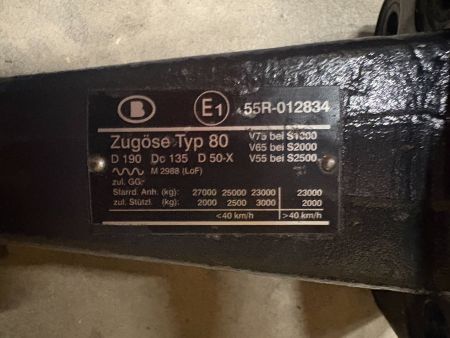 B E1 55R-012834
Zugöse Typ 80 V75 bei S1000
D 190 Dc 135 D 50-X V65 bei S2000
M 2988 (LoF) V55 bei S2500
zul. GG:-
Starrd. Anh. (kg): 27000 25000 23000 23000
zul. Stützl. (kg): 2000 2500 3000 2000
<40 km/h >40 km/h